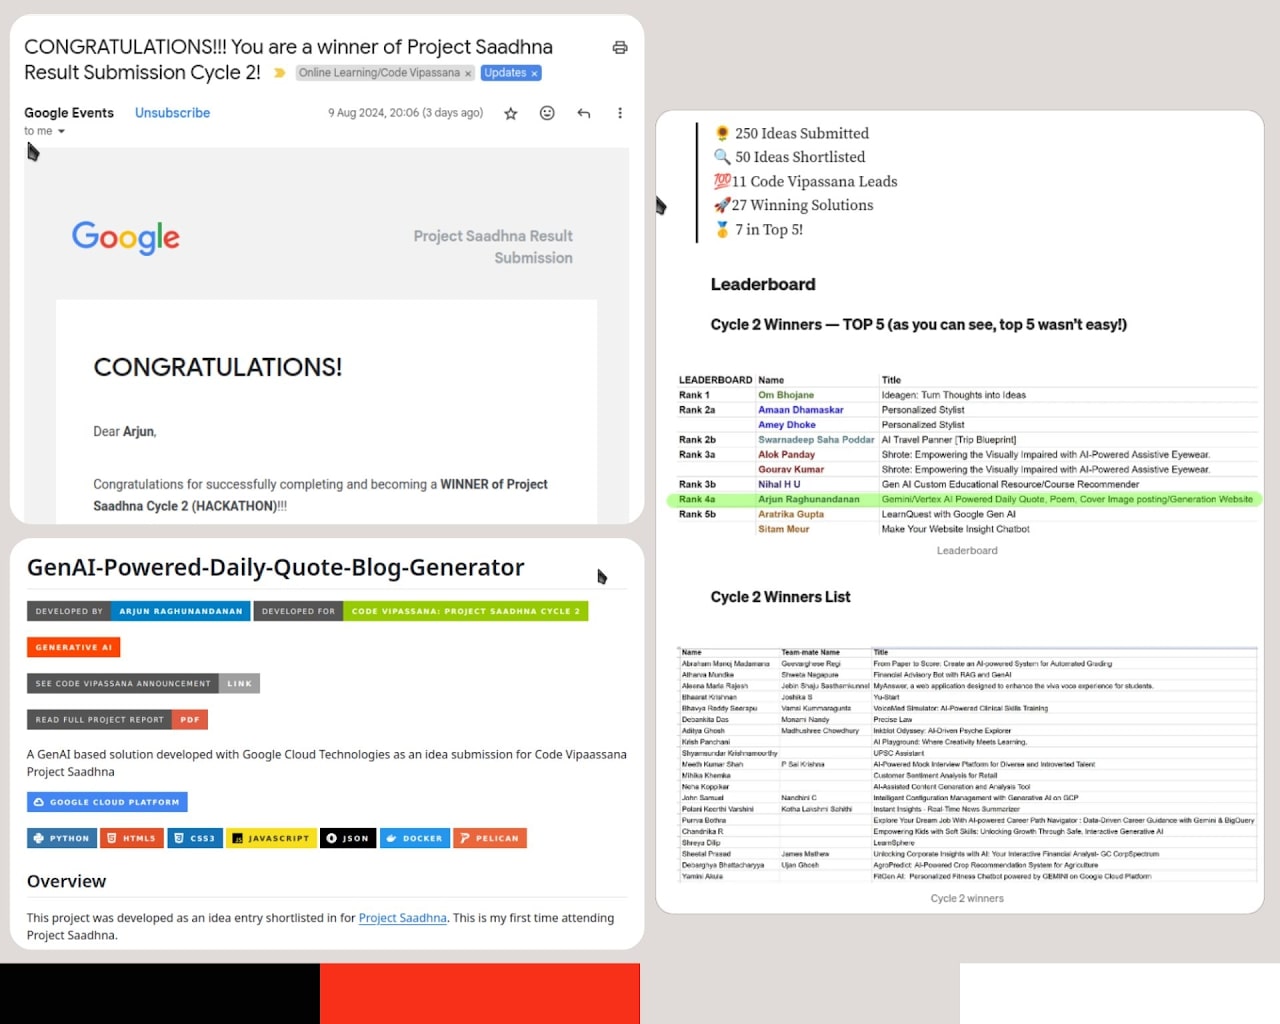 CONGRATULATIONS!!! You are a winner of Project Saadhna
Result Submission Cycle 2!
Online Learning/Code Vipassana ×
Updates ×
Google Events Unsubscribe
9 Aug 2024, 20:06 (3 days ago)
to me
Google
Project Saadhna Result
Submission
CONGRATULATIONS!
Dear Arjun,
Congratulations for successfully completing and becoming a WINNER of Project
Saadhna Cycle 2 (HACKATHON)!!!
GenAI-Powered-Daily-Quote-Blog-Generator
DEVELOPED BY ARJUN RAGHUNANDANAN DEVELOPED FOR CODE VIPASSANA: PROJECT SAADHNA CYCLE 2
GENERATIVE AI
SEE CODE VIPASSANA ANNOUNCEMENT LINK
READ FULL PROJECT REPORT PDF
A GenAI based solution developed with Google Cloud Technologies as an idea submission for Code Vipaassana
Project Saadhna
GOOGLE CLOUD PLATFORM
PYTHON HTML5 CSS3 JAVASCRIPT JSON DOCKER PELICAN
Overview
This project was developed as an idea entry shortlisted in for Project Saadhna. This is my first time attending
Project Saadhna.
🌻 250 Ideas Submitted
🔍 50 Ideas Shortlisted
💯11 Code Vipassana Leads
🚀27 Winning Solutions
🥇 7 in Top 5!
Leaderboard
Cycle 2 Winners — TOP 5 (as you can see, top 5 wasn't easy!)
LEADERBOARD Name Title
Rank 1 Om Bhojane Ideagen: Turn Thoughts into Ideas
Rank 2a Amaan Dhamaskar Personalized Stylist
Amey Dhoke Personalized Stylist
Rank 2b Swarnadeep Saha Poddar AI Travel Panner [Trip Blueprint]
Rank 3a Alok Panday Shrote: Empowering the Visually Impaired with AI-Powered Assistive Eyewear.
Gourav Kumar Shrote: Empowering the Visually Impaired with AI-Powered Assistive Eyewear.
Rank 3b Nihal H U Gen AI Custom Educational Resource/Course Recommender
Rank 4a Arjun Raghunandanan Gemini/Vertex AI Powered Daily Quote, Poem, Cover Image posting/Generation Website
Rank 5b Aratrika Gupta LearnQuest with Google Gen AI
Sitam Meur Make Your Website Insight Chatbot
Leaderboard
Cycle 2 Winners List
Name Team-mate Name Title
Abraham Manoj Madamana Geevarghese Regi From Paper to Score: Create an AI-powered System for Automated Grading
Atharva Mundke Shweta Nagapure Financial Advisory Bot with RAG and GenAI
Aleena Maria Rajesh Jebin Shaju Sasthamkunnel MyAnswer, a web application designed to enhance the viva voce experience for students.
Bhaarat Krishnan Joshika S Yu-Start
Bhavya Reddy Seerapu Vamsi Kummaragunta VoiceMed Simulator: AI-Powered Clinical Skills Training
Debankita Das Monami Nandy Precise Law
Aditya Ghosh Madhushree Chowdhury Inkblot Odyssey: AI-Driven Psyche Explorer
Krish Panchani AI Playground: Where Creativity Meets Learning.
Shyamsundar Krishnamoorthy UPSC Assistant
Meeth Kumar Shah P Sai Krishna AI-Powered Mock Interview Platform for Diverse and Introverted Talent
Mihika Khemka Customer Sentiment Analysis for Retail
Neha Koppikar AI-Assisted Content Generation and Analysis Tool
John Samuel Nandhini C Intelligent Configuration Management with Generative AI on GCP
Polani Keerthi Varshini Kotha Lakshmi Sahithi Instant Insights - Real-Time News Summarizer
Purva Bothra Explore Your Dream Job With AI-powered Career Path Navigator : Data-Driven Career Guidance with Gemini & BigQuery
Chandrika R Empowering Kids with Soft Skills: Unlocking Growth Through Safe, Interactive Generative AI
Shreya Dilip LearnSphere
Sheetal Prasad James Mathew Unlocking Corporate Insights with AI: Your Interactive Financial Analyst- GC CorpSpectrum
Debarghya Bhattacharyya Ujan Ghosh AgroPredict: AI-Powered Crop Recommendation System for Agriculture
Yamini Akula FitGen AI: Personalized Fitness Chatbot powered by GEMINI on Google Cloud Platform
Cycle 2 winners